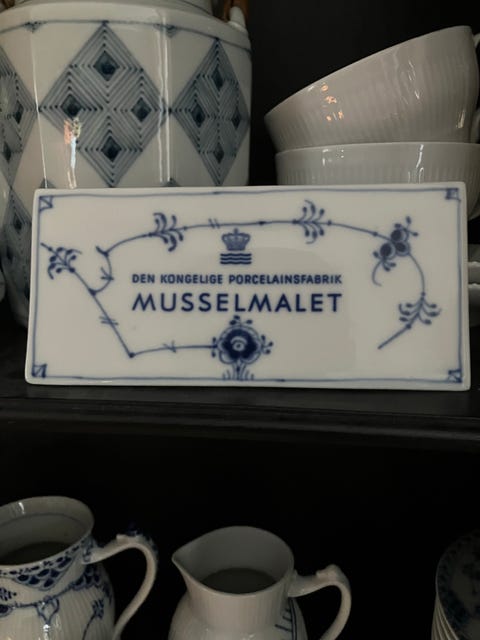 DEN KONGELIGE PORCELAINSFABRIK
MUSSELMALET